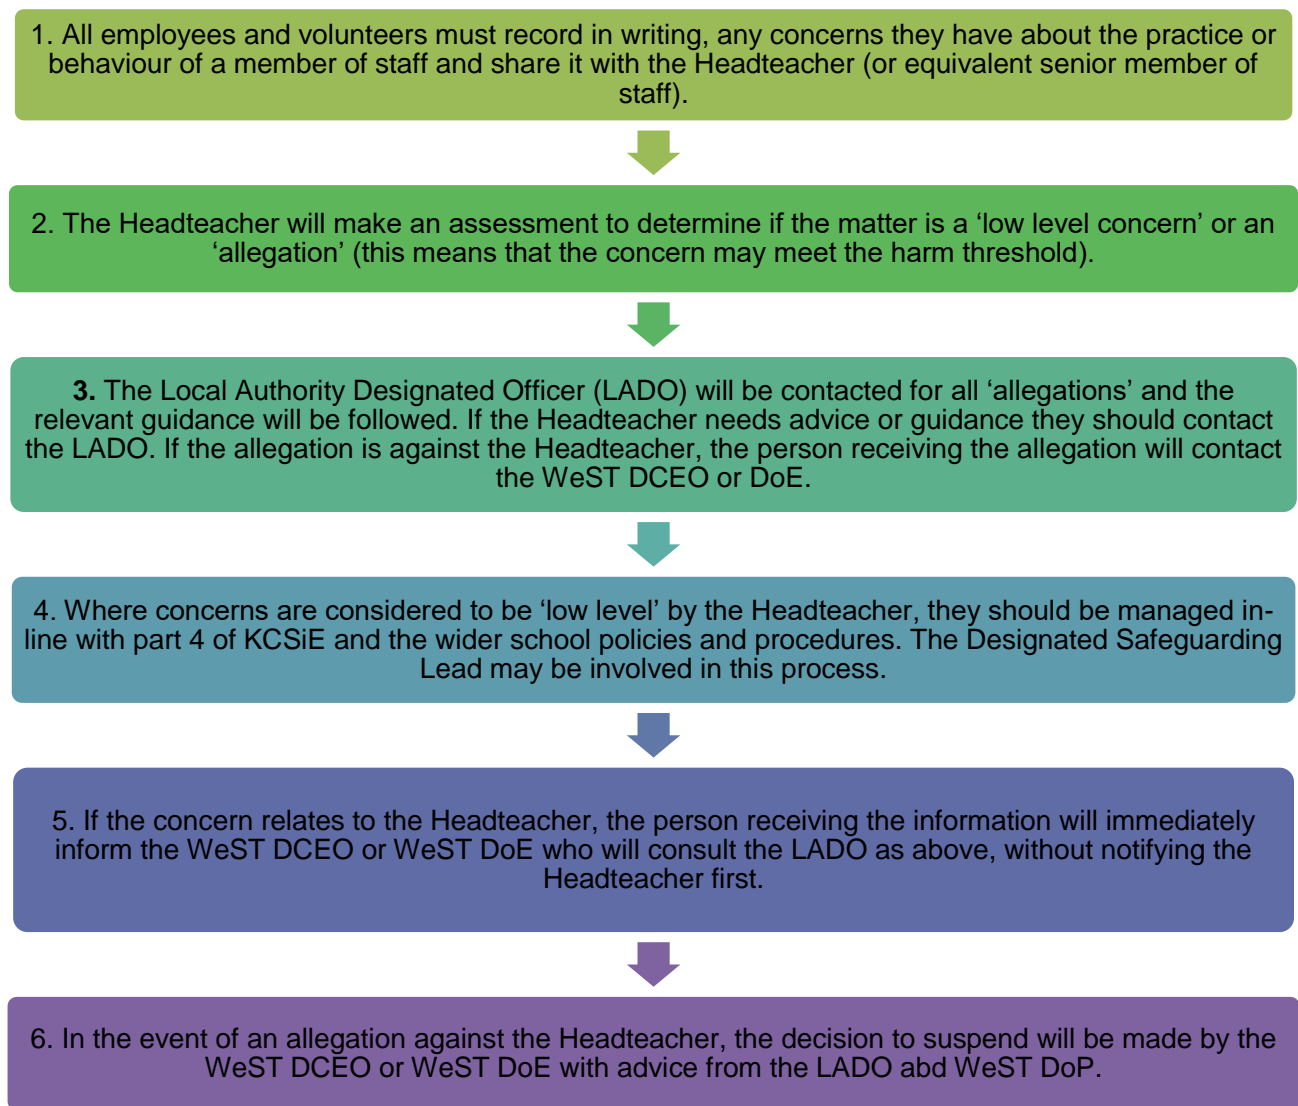 1. All employees and volunteers must record in writing, any concerns they have about the practice or
behaviour of a member of staff and share it with the Headteacher (or equivalent senior member of
staff).
2. The Headteacher will make an assessment to determine if the matter is a ‘low level concern’ or an
‘allegation’ (this means that the concern may meet the harm threshold).
3. The Local Authority Designated Officer (LADO) will be contacted for all ‘allegations’ and the
relevant guidance will be followed. If the Headteacher needs advice or guidance they should contact
the LADO. If the allegation is against the Headteacher, the person receiving the allegation will contact
the WeST DCEO or DoE.
4. Where concerns are considered to be ‘low level’ by the Headteacher, they should be managed in-
line with part 4 of KCSiE and the wider school policies and procedures. The Designated Safeguarding
Lead may be involved in this process.
5. If the concern relates to the Headteacher, the person receiving the information will immediately
inform the WeST DCEO or WeST DoE who will consult the LADO as above, without notifying the
Headteacher first.
6. In the event of an allegation against the Headteacher, the decision to suspend will be made by the
WeST DCEO or WeST DoE with advice from the LADO abd WeST DoP.